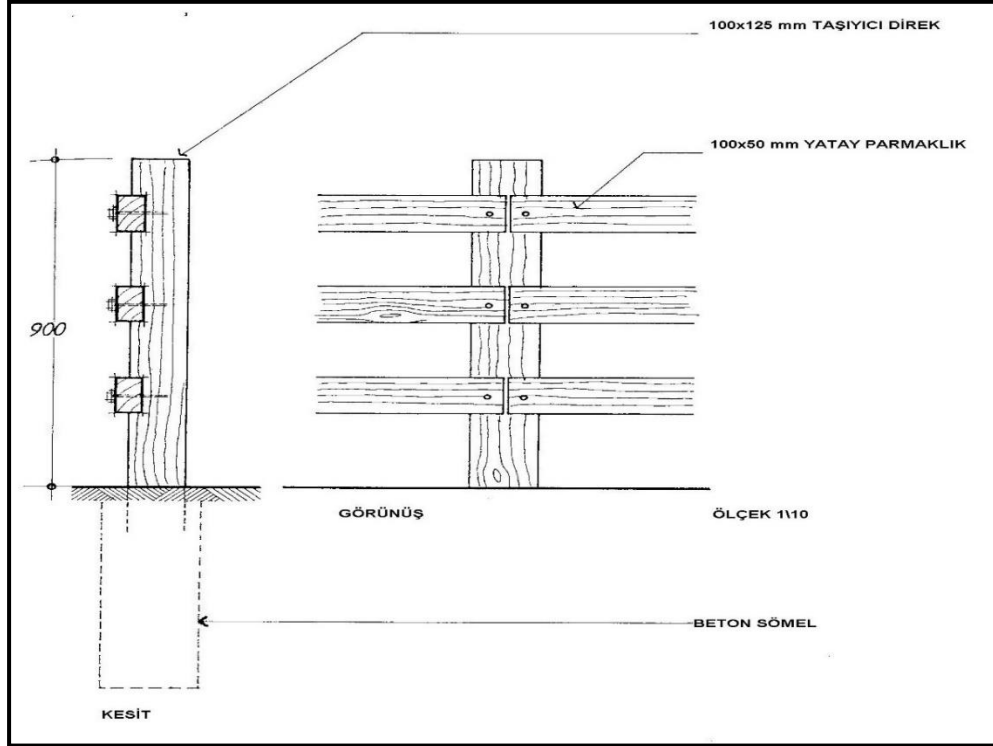 100x125 mm TAŞIYICI DİREK
100x50 mm YATAY PARMAKLIK
900
GÖRÜNÜŞ
ÖLÇEK 1\10
BETON SÖMEL
KESİT